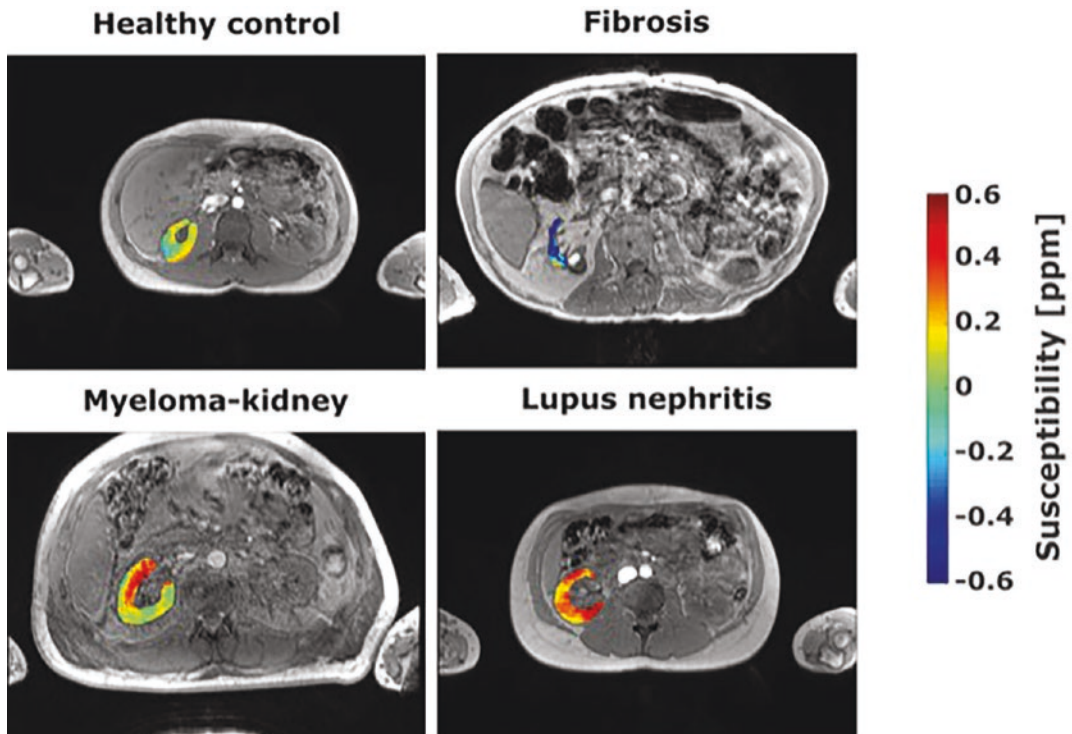 Healthy control
Fibrosis
Myeloma-kidney
Lupus nephritis
0.6
0.4
0.2
0
-0.2
-0.4
-0.6
Susceptibility [ppm]